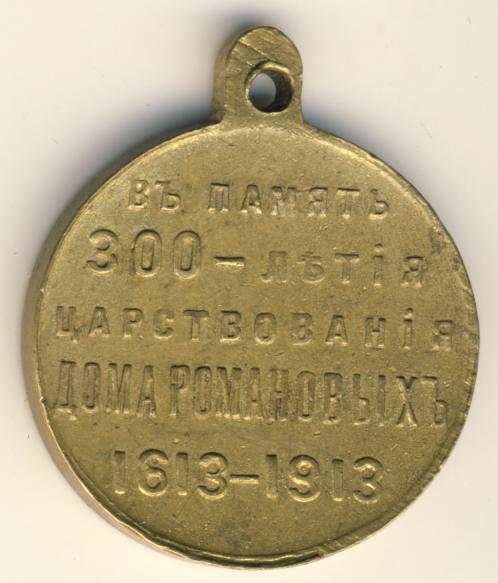 ВЪ ПАМЯТЬ
300-ЛѢТІЯ
ЦАРСТВОВАНІЯ
ДОМА РОМАНОВЫХЪ
1613-1913